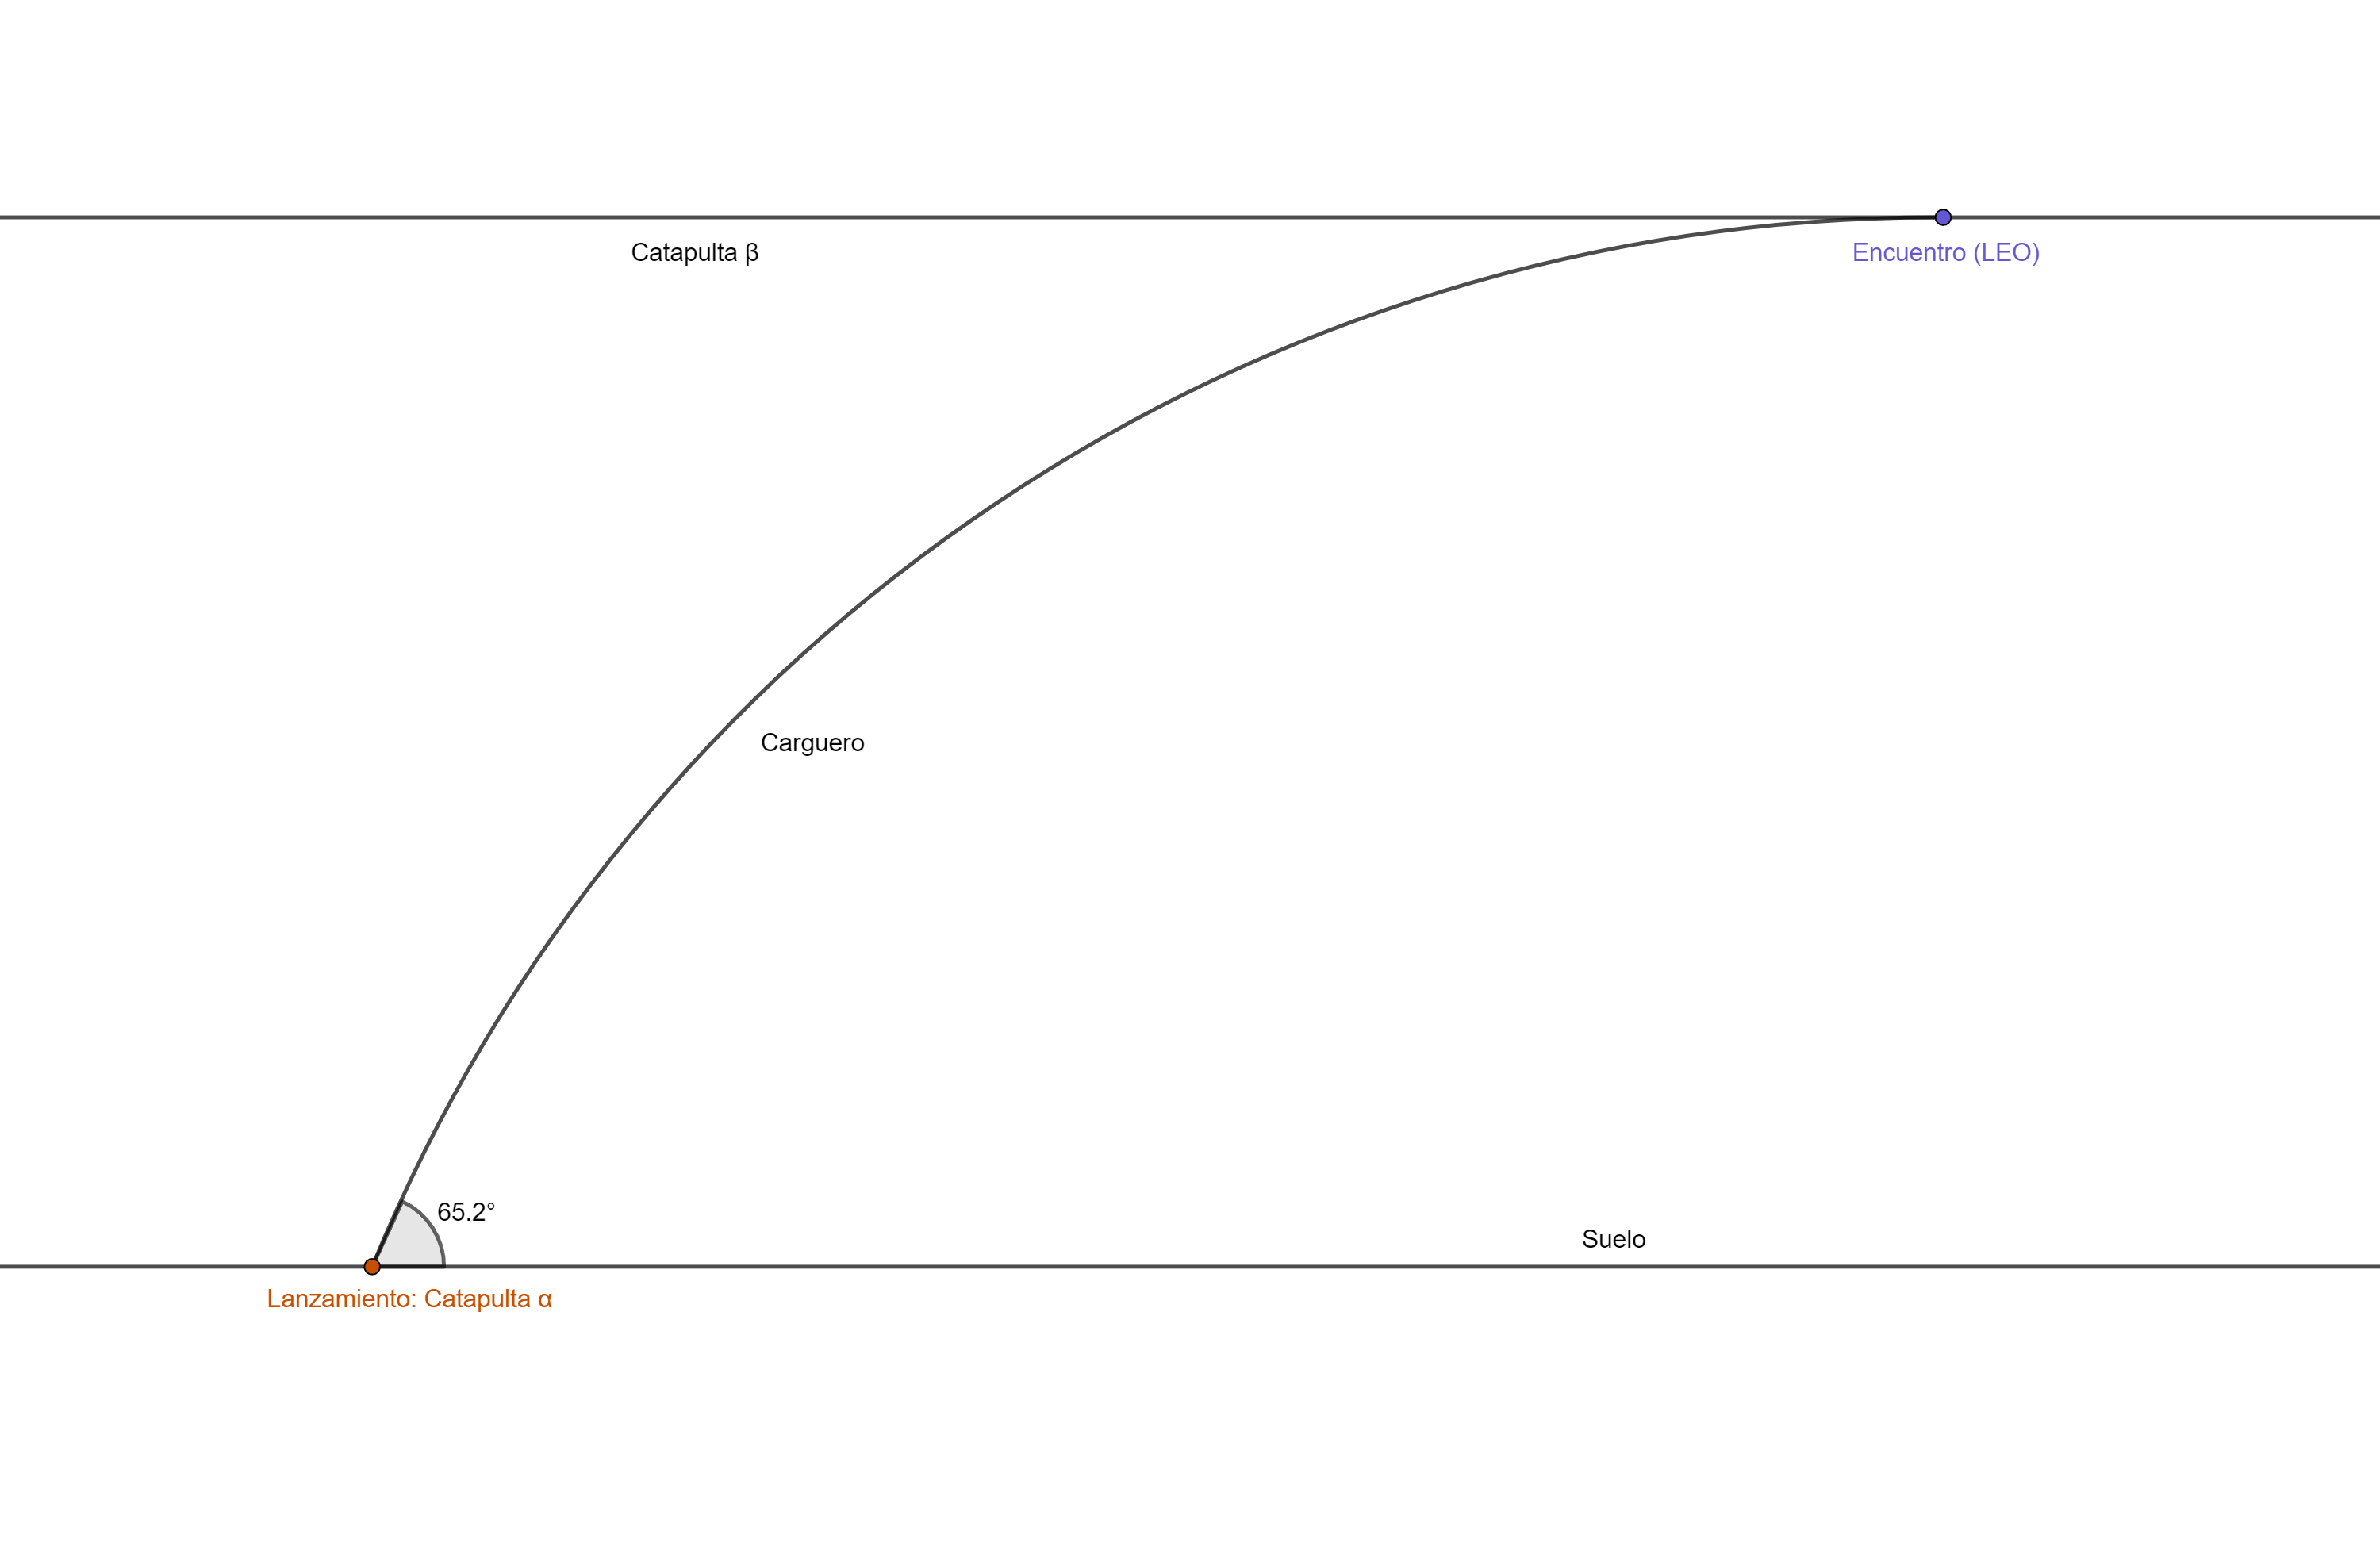 Catapulta β
Encuentro (LEO)
Carguero
65.2°
Suelo
Lanzamiento: Catapulta α